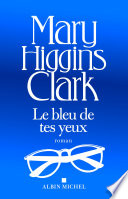 Mary
Higgins
Clark
Le bleu de
tes yeux
roman
ALBIN MICHEL